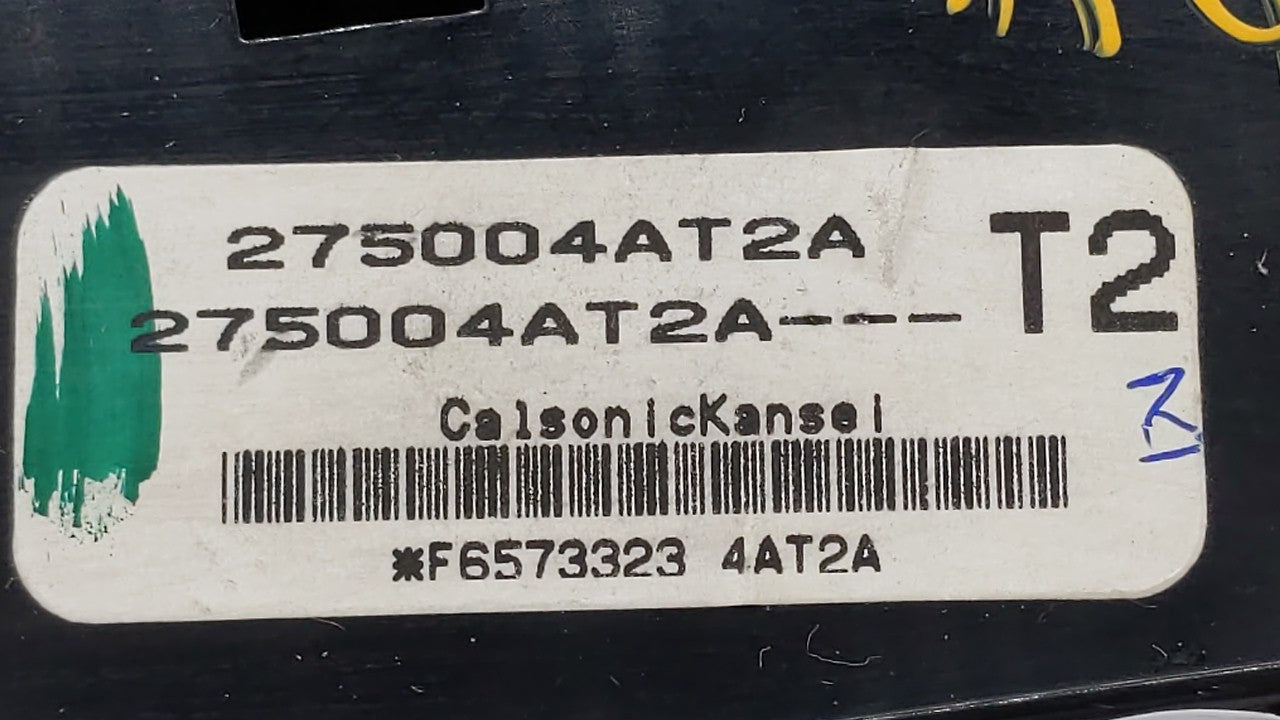 275004AT2A
275004AT2A---
T2
CalsonicKansei
*F6573323 4AT2A